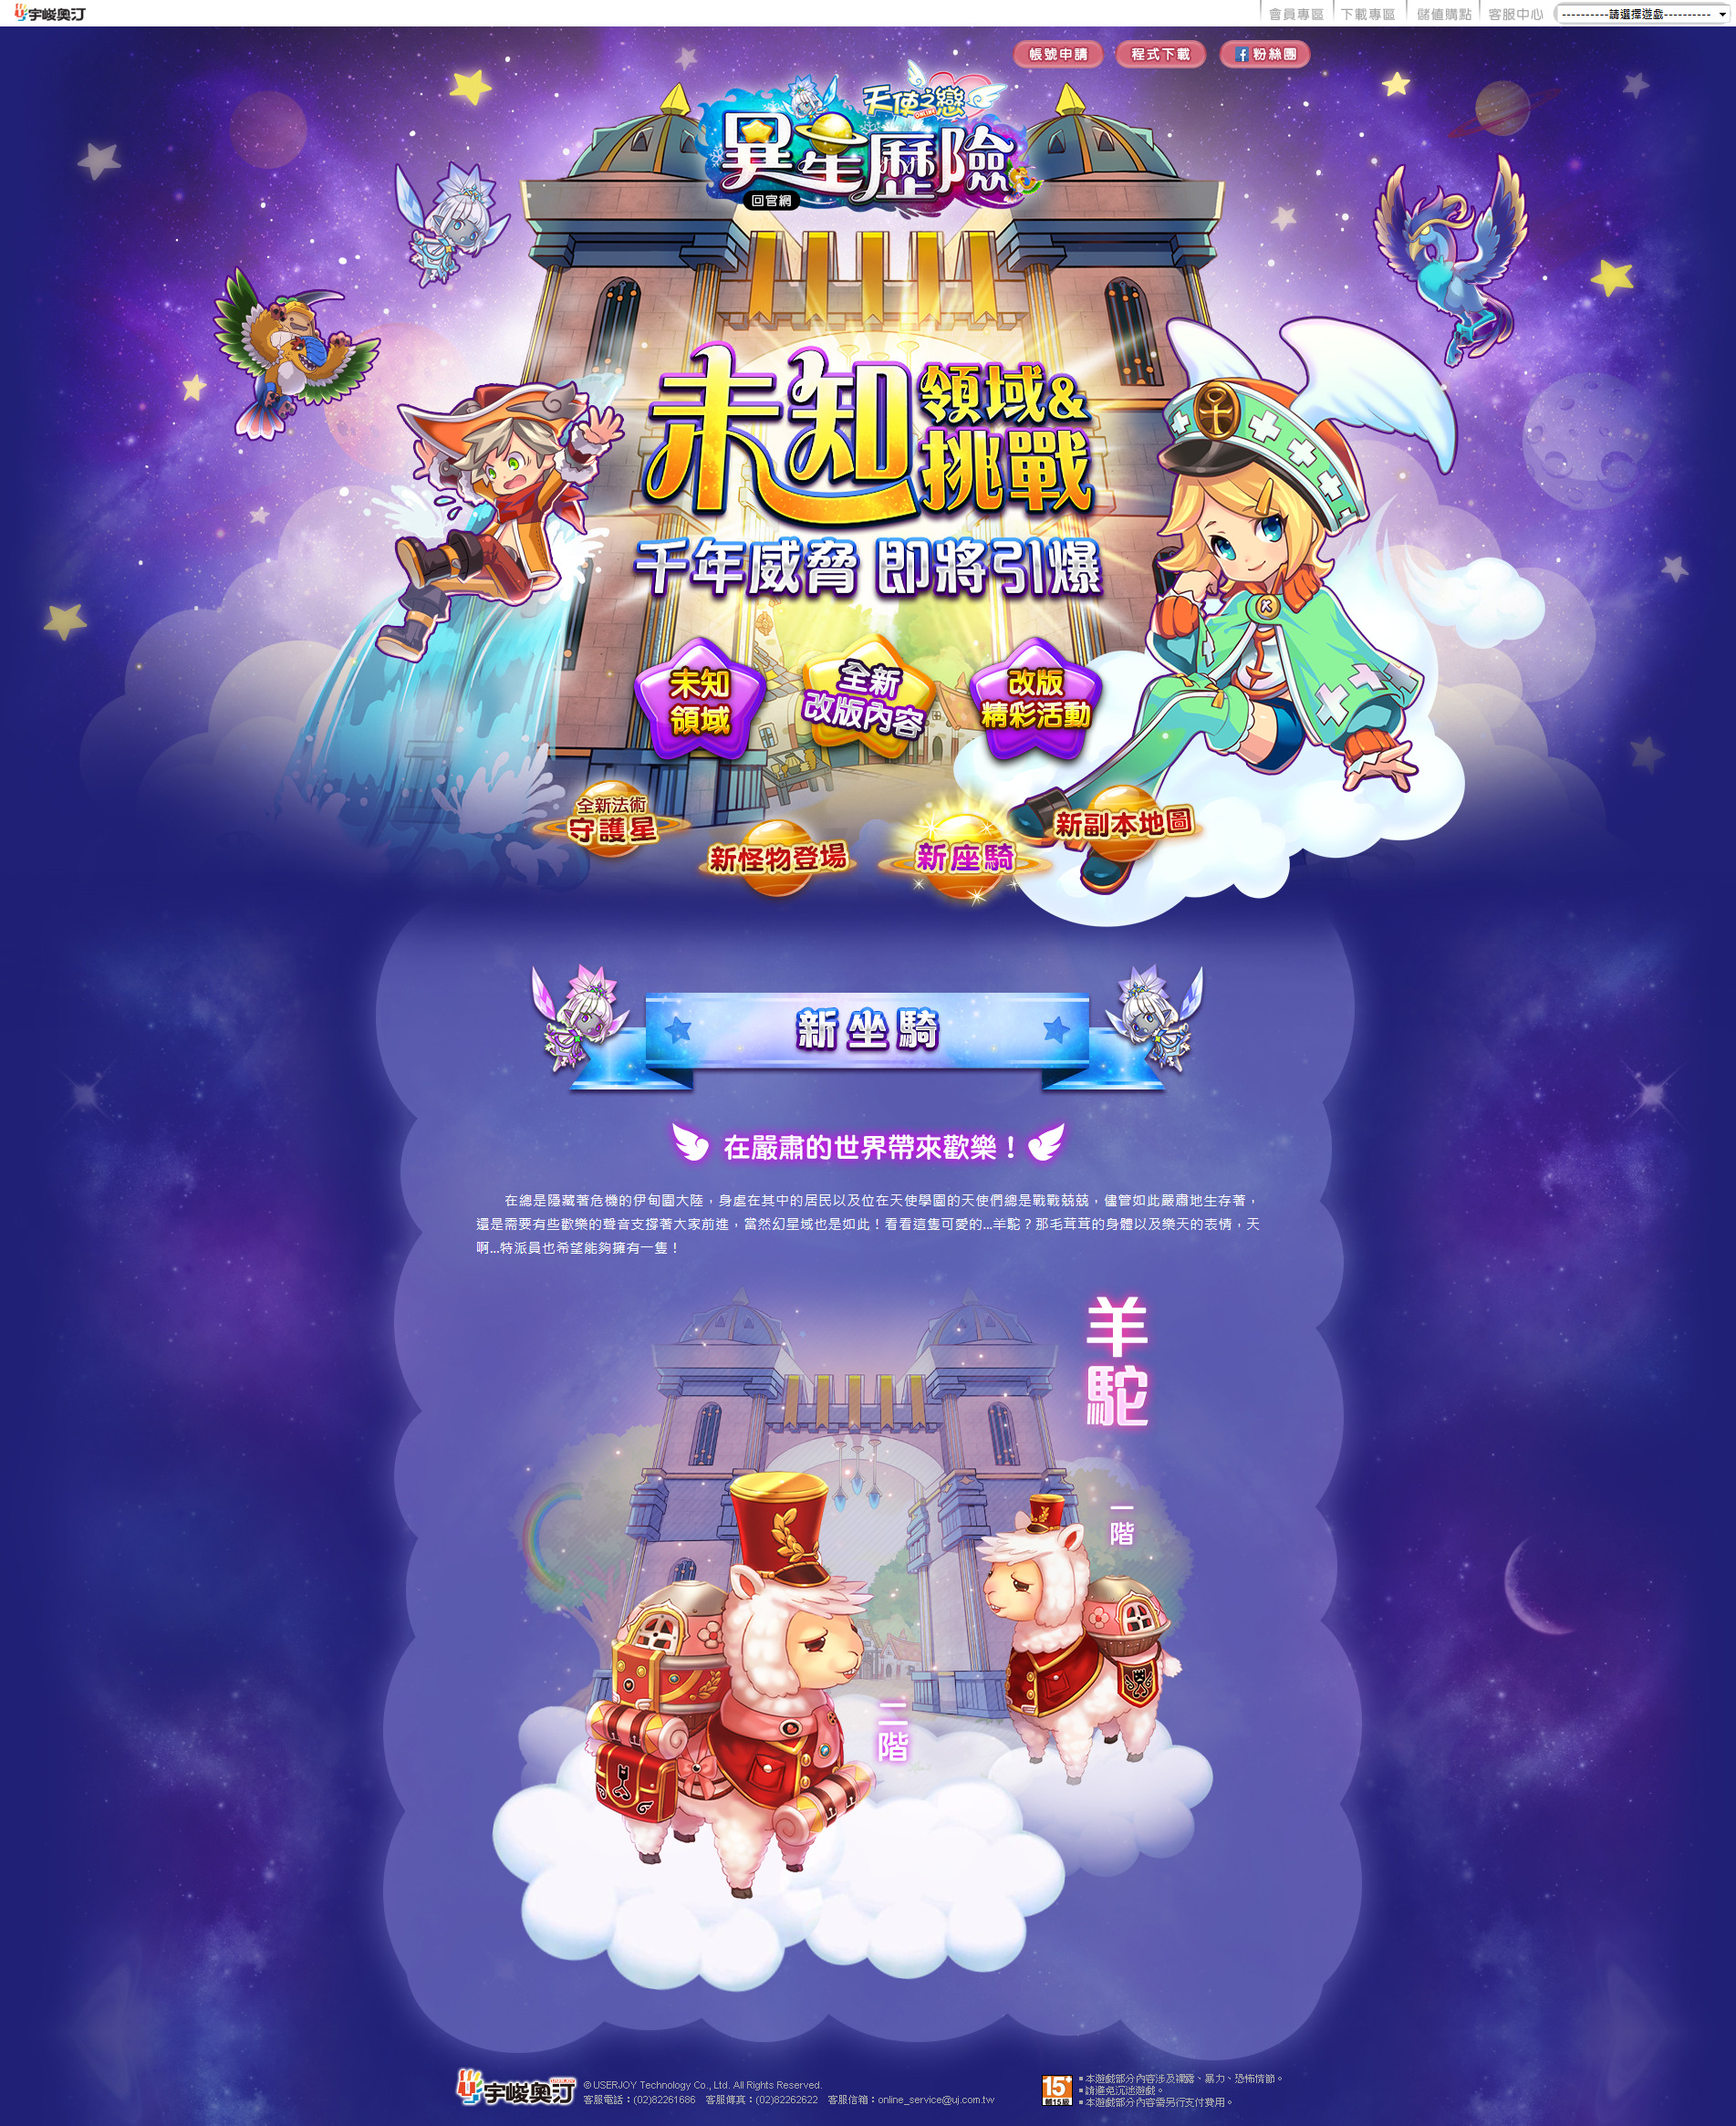 宇峻奧汀
會員專區
下載專區
儲値購點
客服中心
----------請選擇遊戲----------
帳號申請
程式下載
粉絲團
天使之戀
ONLINE
異星歷險
回官網
未知領域&挑戰
千年威脅 即將引爆
未知
領域
全新
改版內容
改版
精彩活動
全新法術
守護星
新怪物登場
新座騎
新副本地圖
新坐騎
在嚴肅的世界帶來歡樂！
在總是隱藏著危機的伊甸園大陸，身處在其中的居民以及位在天使學園的天使們總是戰戰兢兢，儘管如此嚴肅地生存著，
還是需要有些歡樂的聲音支撐著大家前進，當然幻星域也是如此！看看這隻可愛的...羊駝？那毛茸茸的身體以及樂天的表情，天
啊...特派員也希望能夠擁有一隻！
羊駝
一階
二階
宇峻奧汀
© USERJOY Technology Co., Ltd. All Rights Reserved.
客服電話：(02)82261686 客服傳真：(02)82262622 客服信箱：online_service@uj.com.tw
15+
輔15級
本遊戲部分內容涉及裸露、暴力、恐怖情節。
請避免沉迷遊戲。
本遊戲部分內容需另行支付費用。